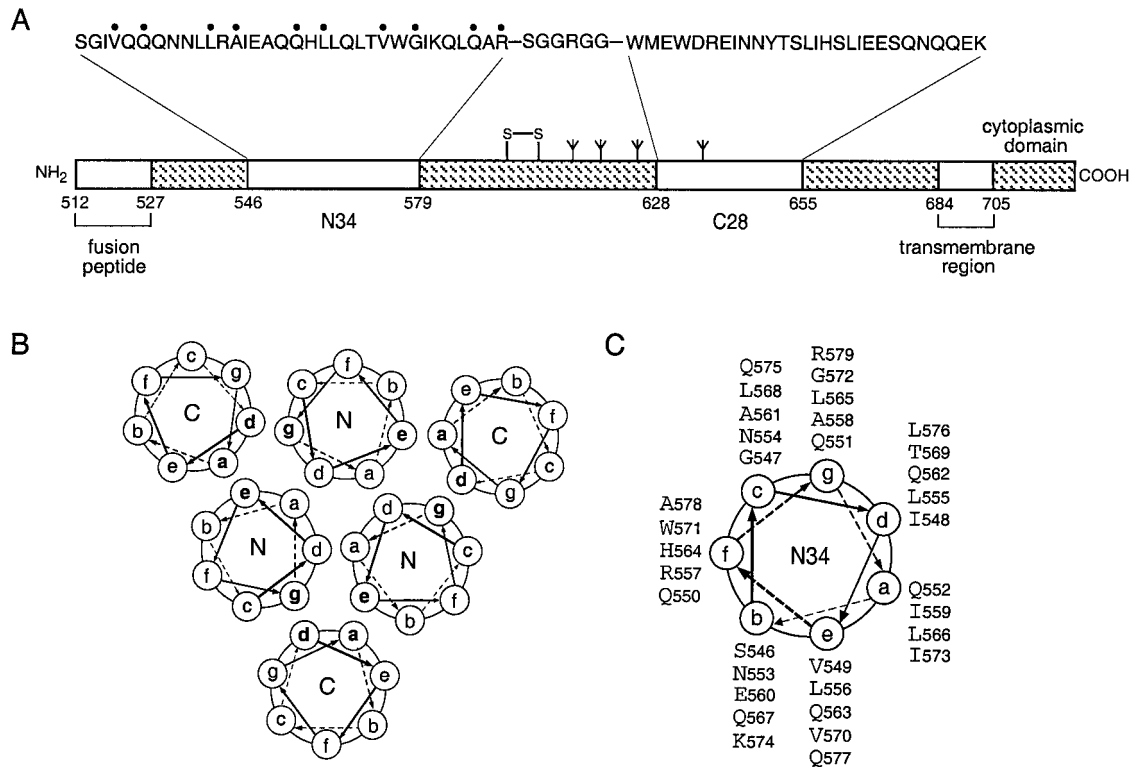 A
SGIVQQQNNLLRAIEAQQHLLQLTVWGIKQLQAR–SGGRGG–WMEWDREINNYTSLIHSLIEESQNQQEK
S S
cytoplasmic
domain
NH2
COOH
512 527 546 579 628 655 684 705
N34 C28
fusion
peptide
transmembrane
region
B
C
c g d a e b f
C
f b e a d g c
N
b f c g d a e
C
a d g c f b e
N
g c f b e a d
N
a e b f c g d
C
N34
g d a e b f c
Q575
L568
A561
N554
G547
R579
G572
L565
A558
Q551
L576
T569
Q562
L555
I548
A578
W571
H564
R557
Q550
Q552
I559
L566
I573
S546
N553
E560
Q567
K574
V549
L556
Q563
V570
Q577